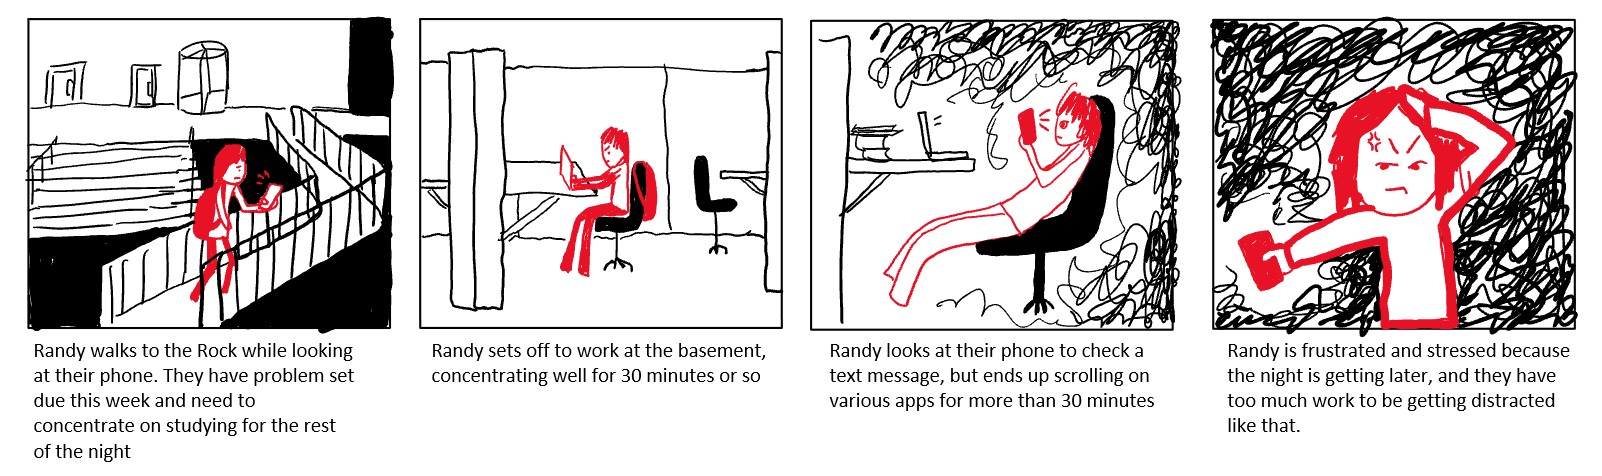 Randy walks to the Rock while looking
at their phone. They have problem set
due this week and need to
concentrate on studying for the rest
of the night
Randy sets off to work at the basement,
concentrating well for 30 minutes or so
Randy looks at their phone to check a
text message, but ends up scrolling on
various apps for more than 30 minutes
Randy is frustrated and stressed because
the night is getting later, and they have
too much work to be getting distracted
like that.